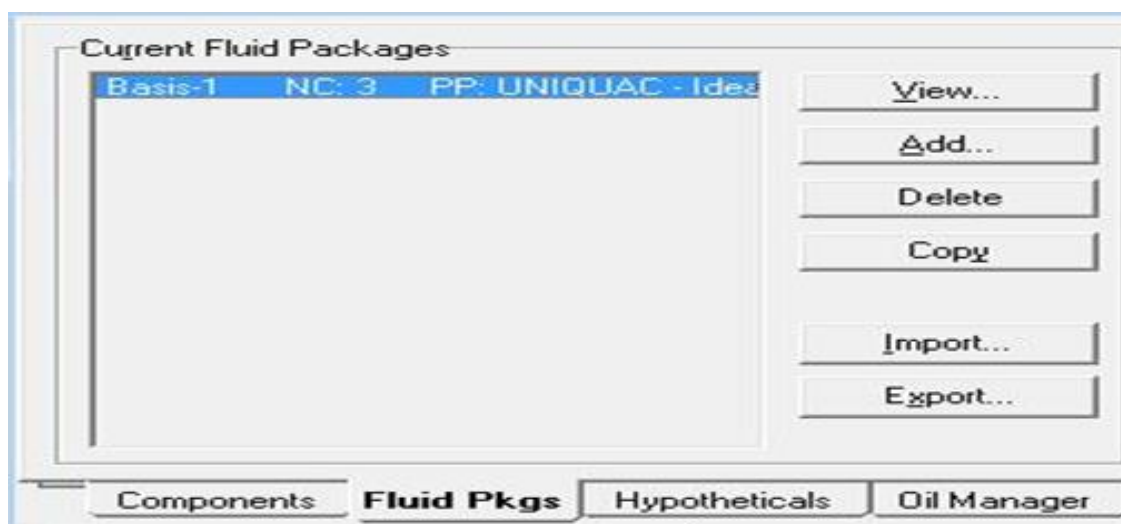 Current Fluid Packages
Basis-1 NC: 3 PP: UNIQUAC - Idea
View...
Add...
Delete
Copy
Import...
Export...
Components Fluid Pkgs Hypotheticals Oil Manager